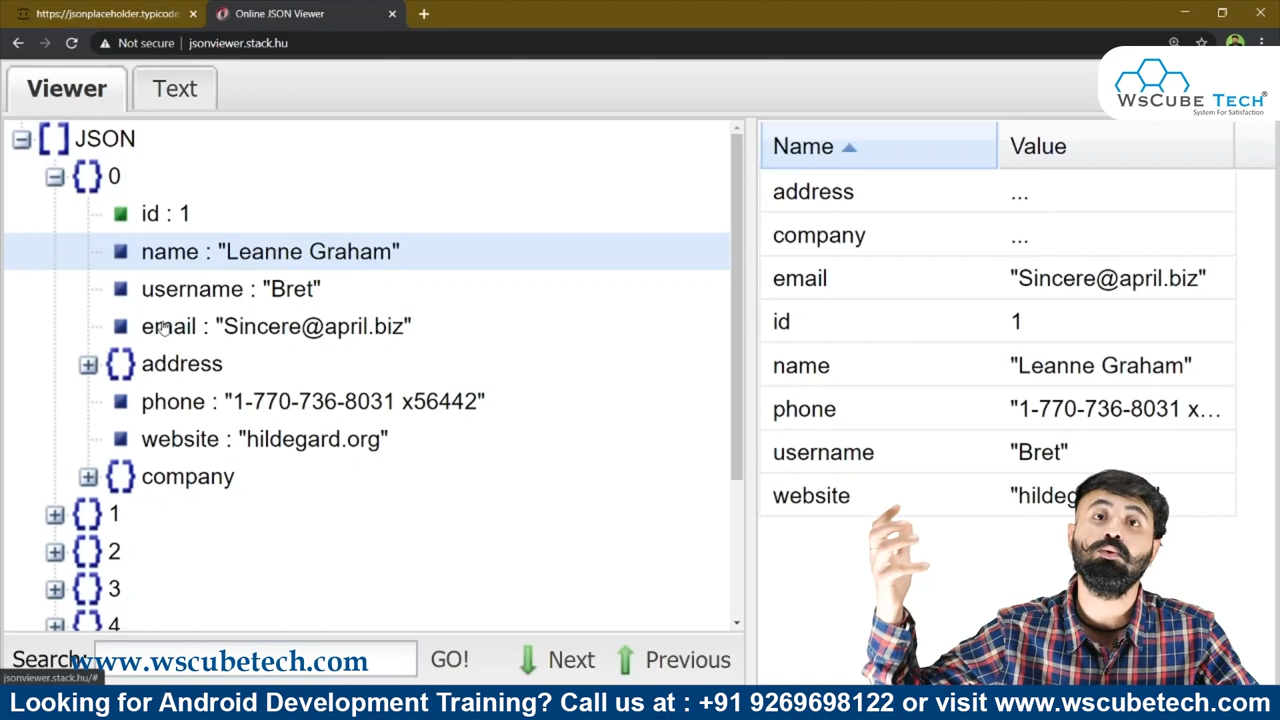 https://jsonplaceholder.typicode.
Online JSON Viewer
Not secure
jsonviewer.stack.hu
Viewer
Text
WsCube Tech
System For Satisfaction
JSON
0
id : 1
name : "Leanne Graham"
username : "Bret"
email : "Sincere@april.biz"
address
phone : "1-770-736-8031 x56442"
website : "hildegard.org"
company
1
2
3
4
Name
Value
address
...
company
...
email
"Sincere@april.biz"
id
1
name
"Leanne Graham"
phone
"1-770-736-8031 x...
username
"Bret"
website
Search:
www.wscubetech.com
GO!
Next
Previous
jsonviewer.stack.hu/#
Looking for Android Development Training? Call us at : +91 9269698122 or visit www.wscubetech.com